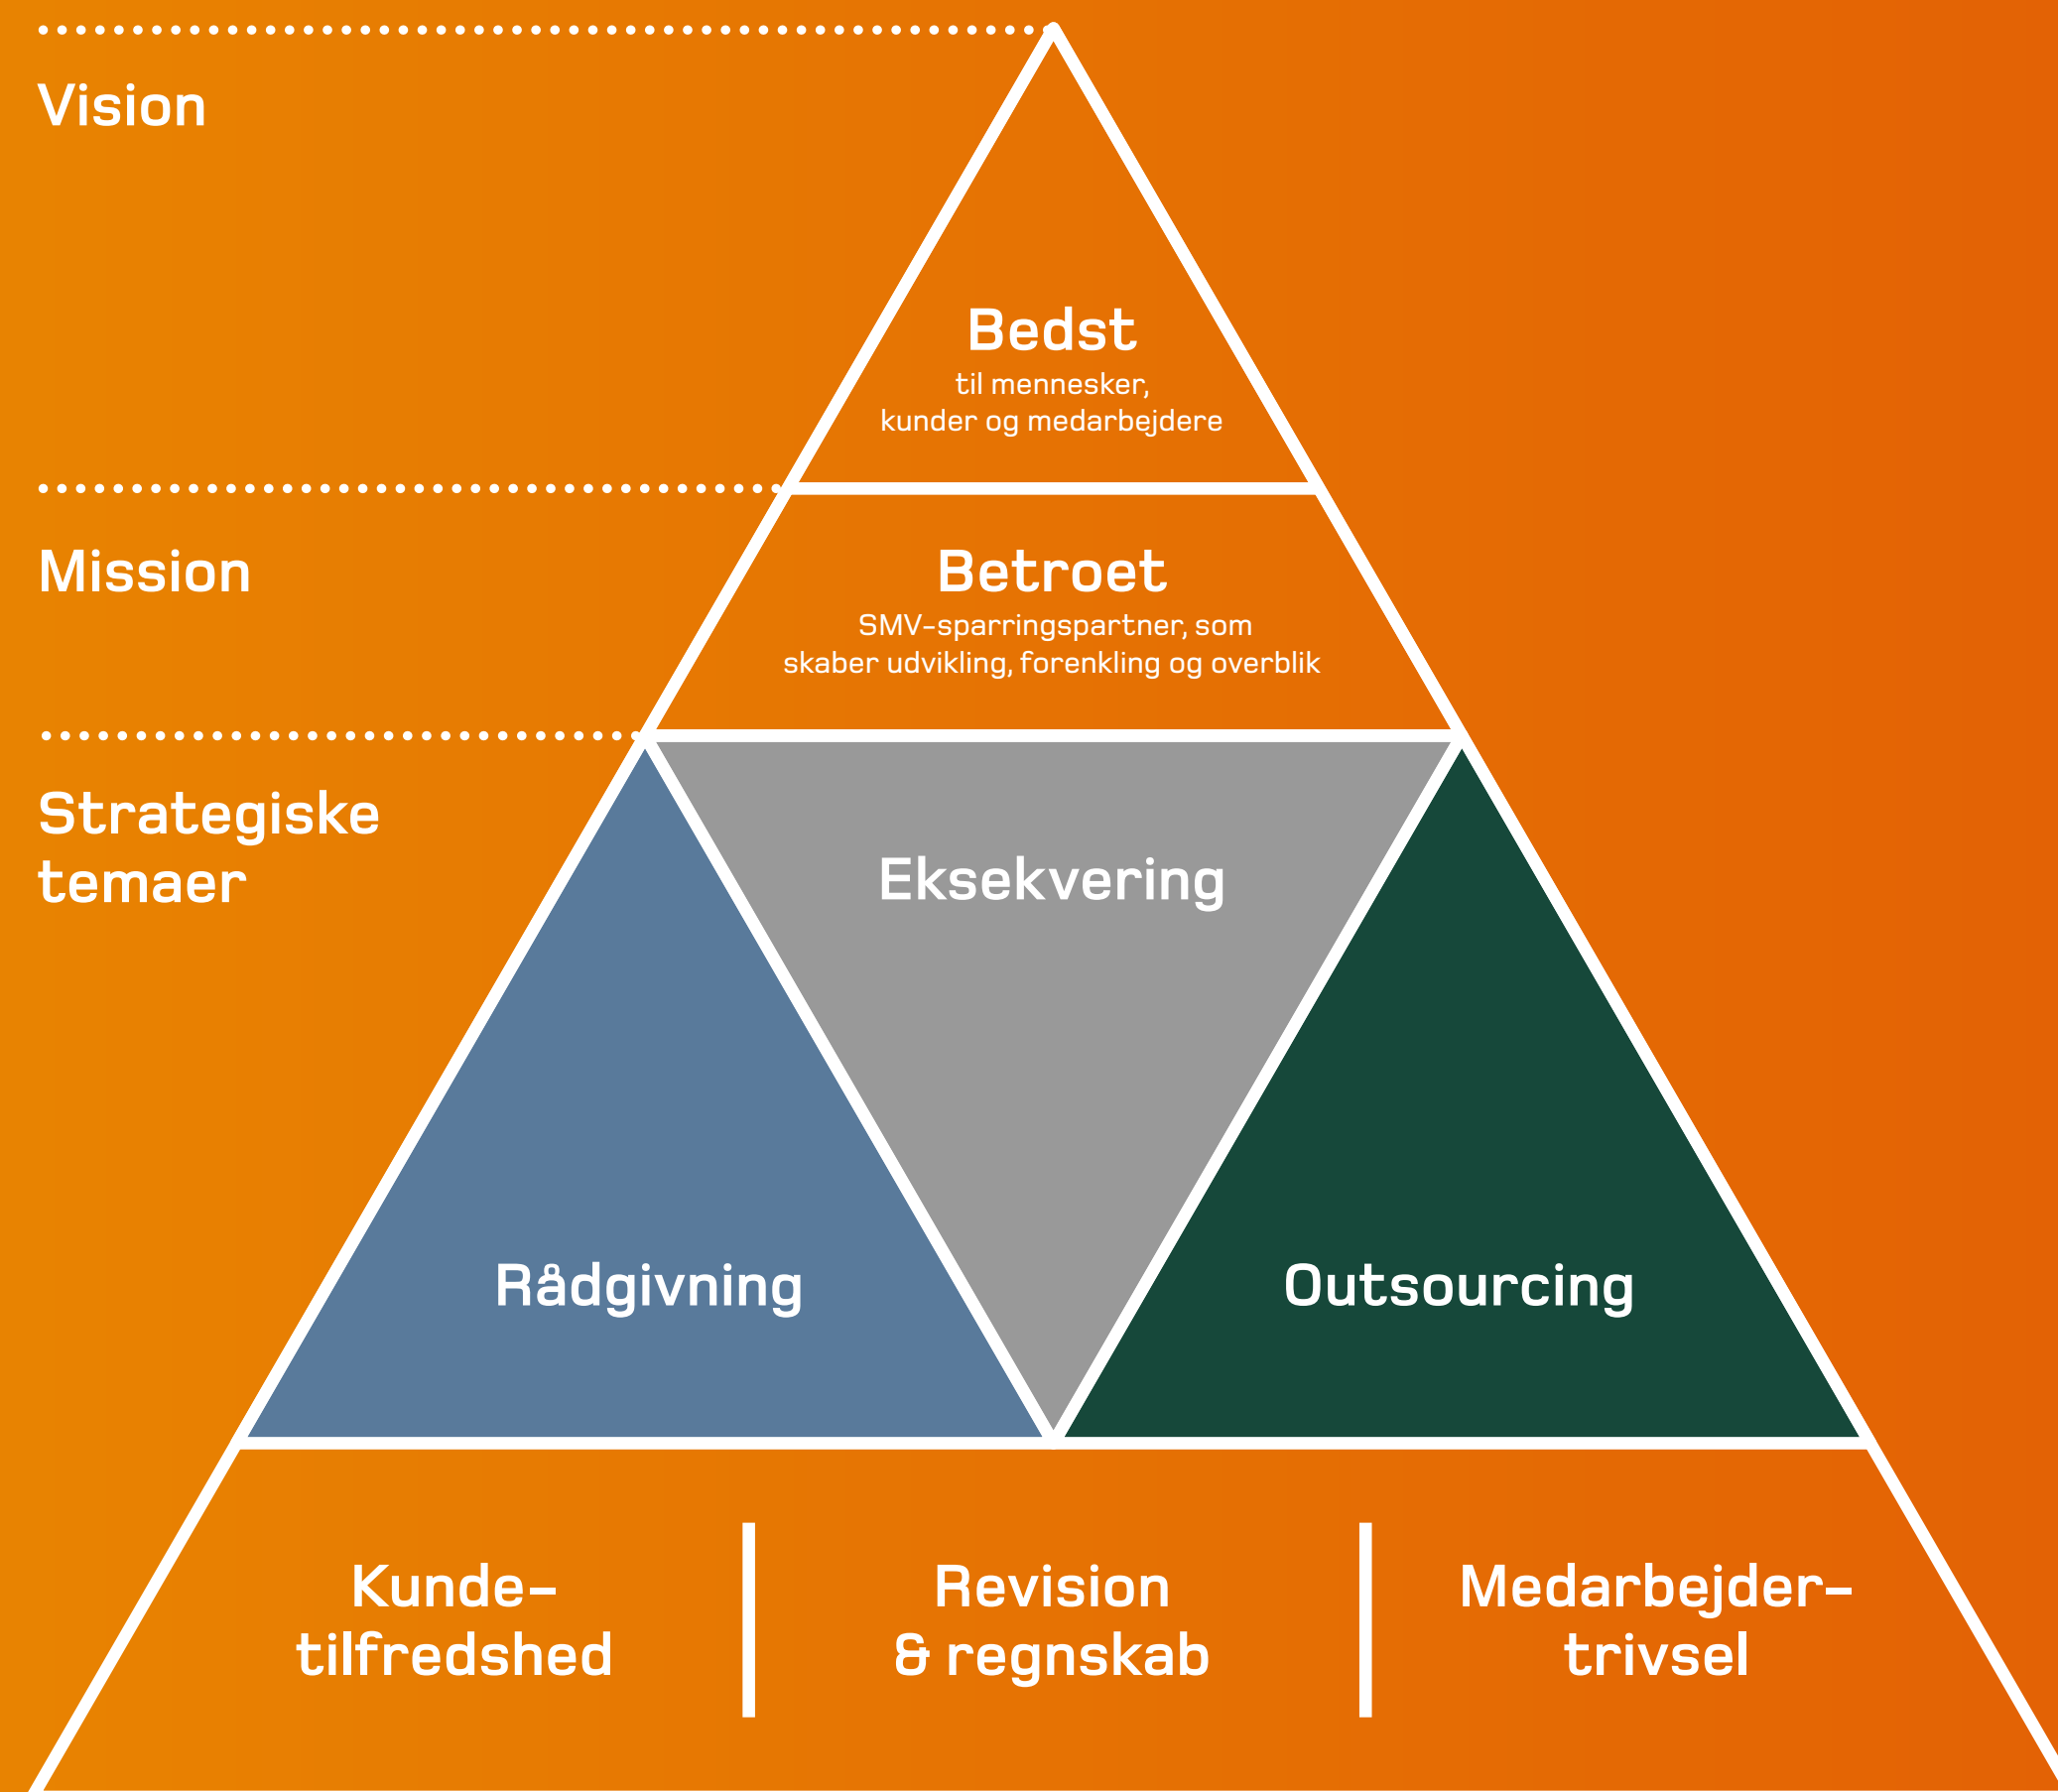 Vision
Bedst
til mennesker,
kunder og medarbejdere
Mission
Betroet
SMV-sparringspartner, som
skaber udvikling, forenkling og overblik
Strategiske
temaer
Eksekvering
Rådgivning
Outsourcing
Kunde-
tilfredshed
Revision
& regnskab
Medarbejder-
trivsel